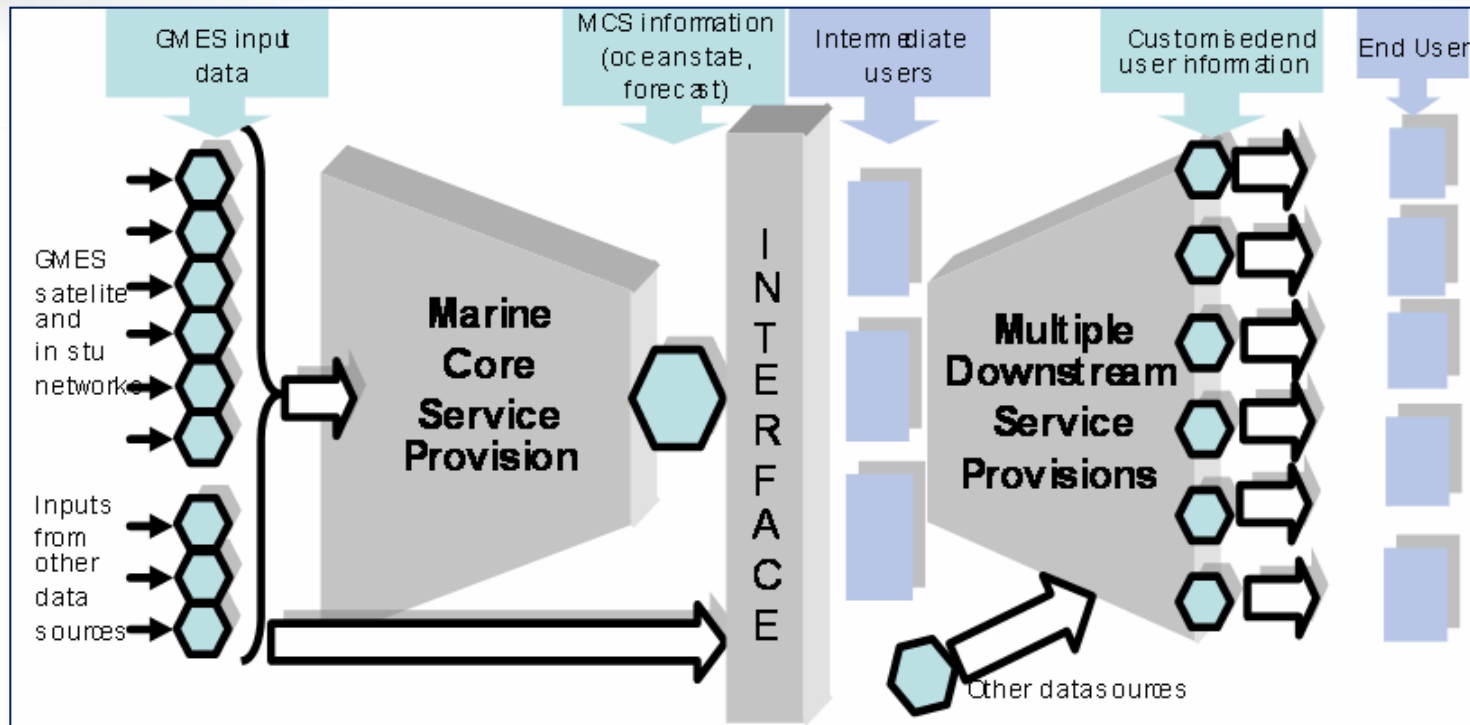 GMES input
data
MCS information
(oceanstate,
forecast)
Intermediate
users
Customisedend
user information
End User
GMES
satelite
and
in stu
networks
Inputs
from
other
data
sources
Marine
Core
Service
Provision
INTERFACE
Multiple
Downstream
Service
Provisions
Other datasources